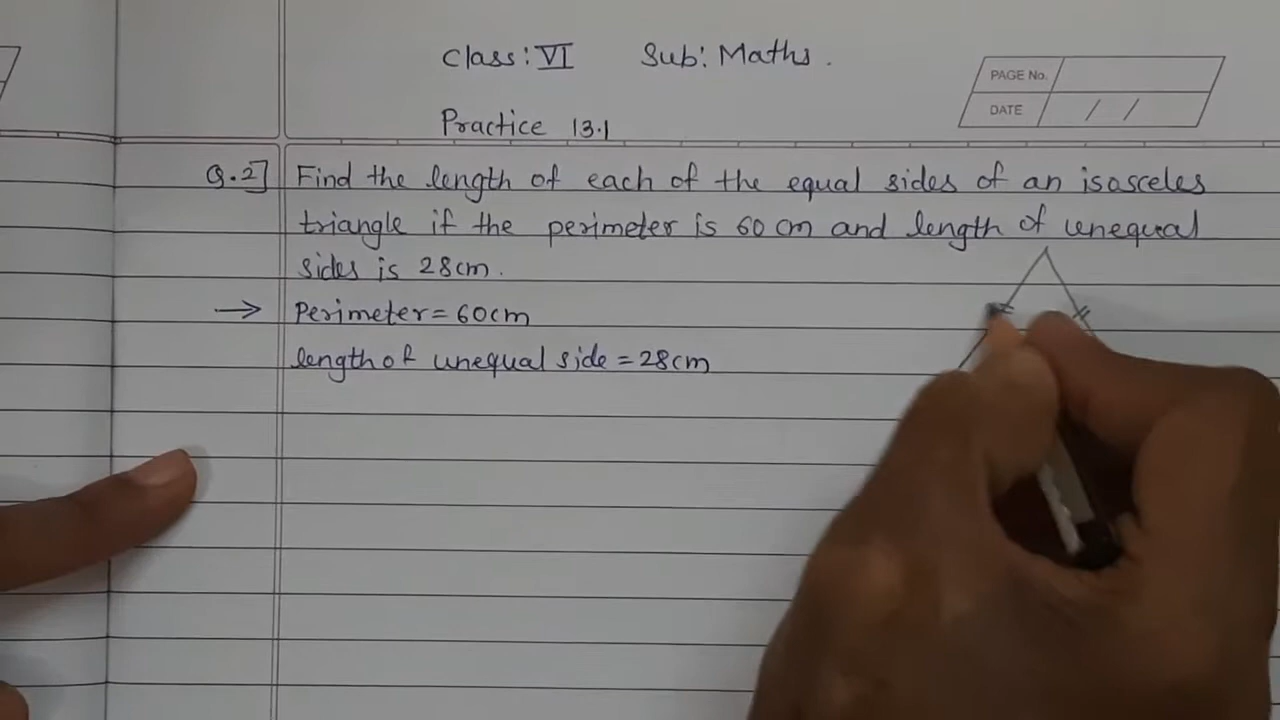 Class: VI Sub: Maths.
PAGE No.
DATE / /
Practice 13.1
Q.2] Find the length of each of the equal sides of an isosceles
triangle if the perimeter is 60 cm and length of unequal
sides is 28cm.
→ Perimeter = 60cm
length of unequal side = 28cm